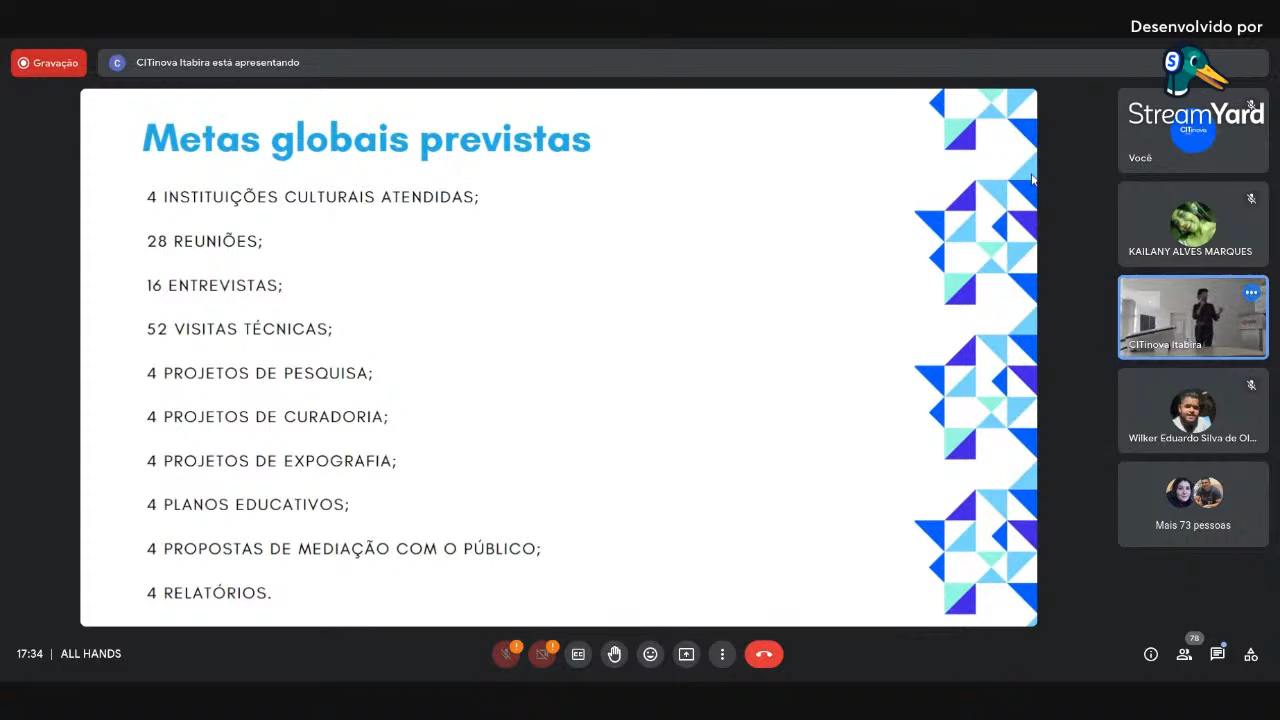 Desenvolvido por
StreamYard
Gravação
C
CITinova Itabira está apresentando
Metas globais previstas
4 INSTITUIÇÕES CULTURAIS ATENDIDAS;
28 REUNIÕES;
16 ENTREVISTAS;
52 VISITAS TÉCNICAS;
4 PROJETOS DE PESQUISA;
4 PROJETOS DE CURADORIA;
4 PROJETOS DE EXPOGRAFIA;
4 PLANOS EDUCATIVOS;
4 PROPOSTAS DE MEDIAÇÃO COM O PÚBLICO;
4 RELATÓRIOS.
S
CITinova
Você
KAILANY ALVES MARQUES
CITinova Itabira
Wilker Eduardo Silva de Ol...
Mais 73 pessoas
17:34 | ALL HANDS
78